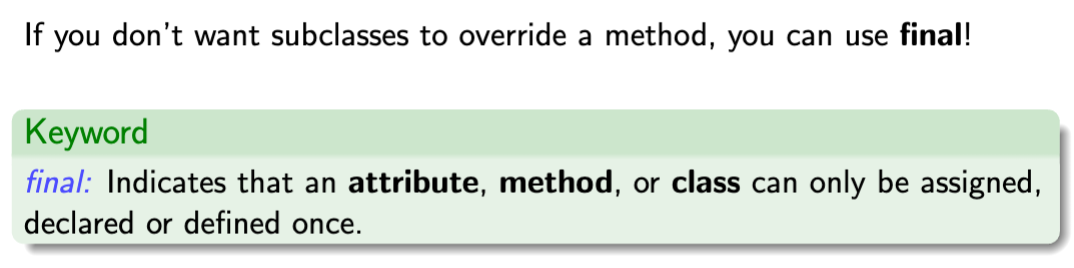 If you don't want subclasses to override a method, you can use final!
Keyword
final: Indicates that an attribute, method, or class can only be assigned,
declared or defined once.